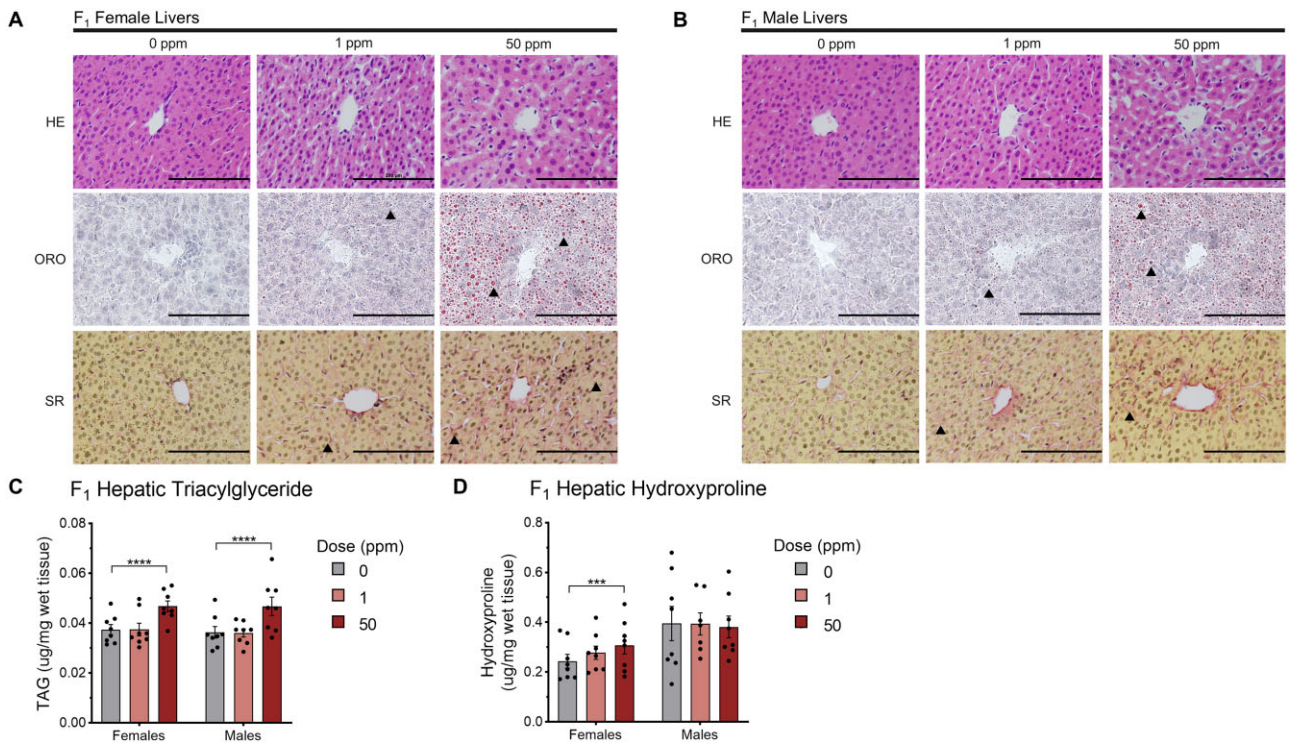 A
F₁ Female Livers
0 ppm
1 ppm
50 ppm
HE
ORO
SR
B
F₁ Male Livers
0 ppm
1 ppm
50 ppm
HE
ORO
SR
C
F₁ Hepatic Triacylglyceride
TAG (ug/mg wet tissue)
0.08
0.06
0.04
0.02
0.00
****
****
Females
Males
Dose (ppm)
0
1
50
D
F₁ Hepatic Hydroxyproline
Hydroxyproline
(ug/mg wet tissue)
0.8
0.6
0.4
0.2
0.0
***
Females
Males
Dose (ppm)
0
1
50